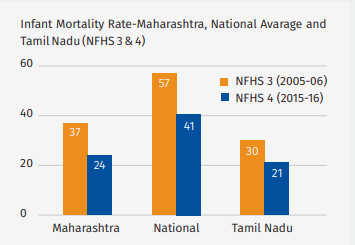 Infant Mortality Rate-Maharashtra, National Avarage and
Tamil Nadu (NFHS 3 & 4)
60
NFHS 3 (2005-06)
NFHS 4 (2015-16)
57
40
41
37
30
24
21
20
0
Maharashtra National Tamil Nadu